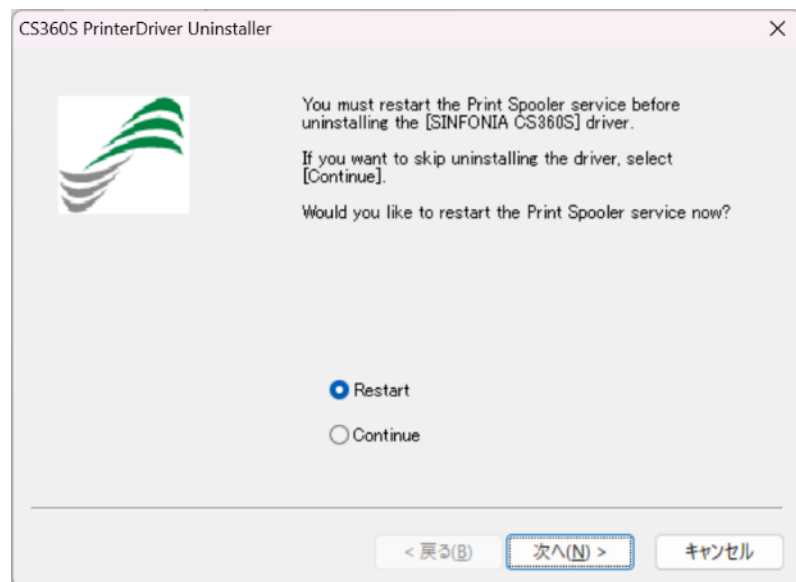 CS360S PrinterDriver Uninstaller
You must restart the Print Spooler service before
uninstalling the [SINFONIA CS360S] driver.
If you want to skip uninstalling the driver, select
[Continue].
Would you like to restart the Print Spooler service now?
Restart
Continue
< 戻る(B)
次へ(N) >
キャンセル